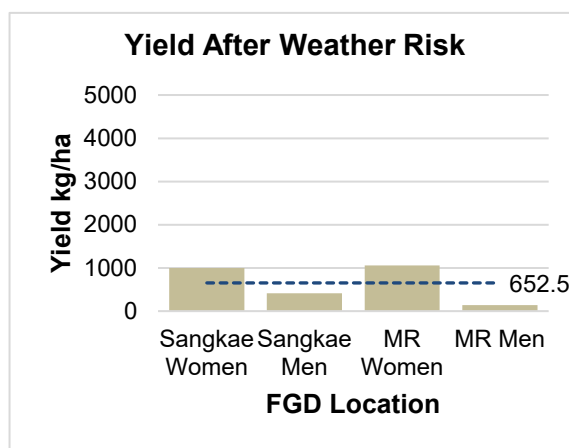 Yield After Weather Risk
Yield kg/ha
5000
4000
3000
2000
1000
0
652.5
Sangkae Women
Sangkae Men
MR Women
MR Men
FGD Location